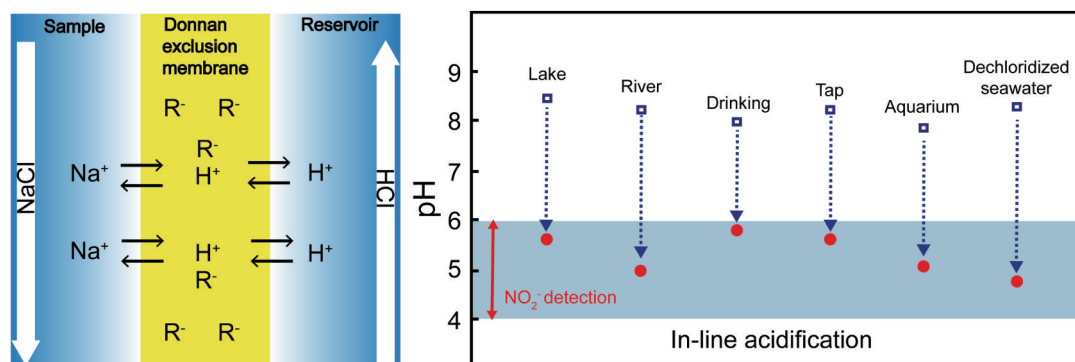 Sample
Donnan
exclusion
membrane
Reservoir
R⁻ R⁻
R⁻
Na⁺
H⁺
H⁺
NaCl
HCl
Na⁺
H⁺
H⁺
R⁻
R⁻ R⁻
pH
9
8
7
6
5
4
Lake
River
Drinking
Tap
Aquarium
Dechloridized
seawater
NO₂⁻ detection
In-line acidification